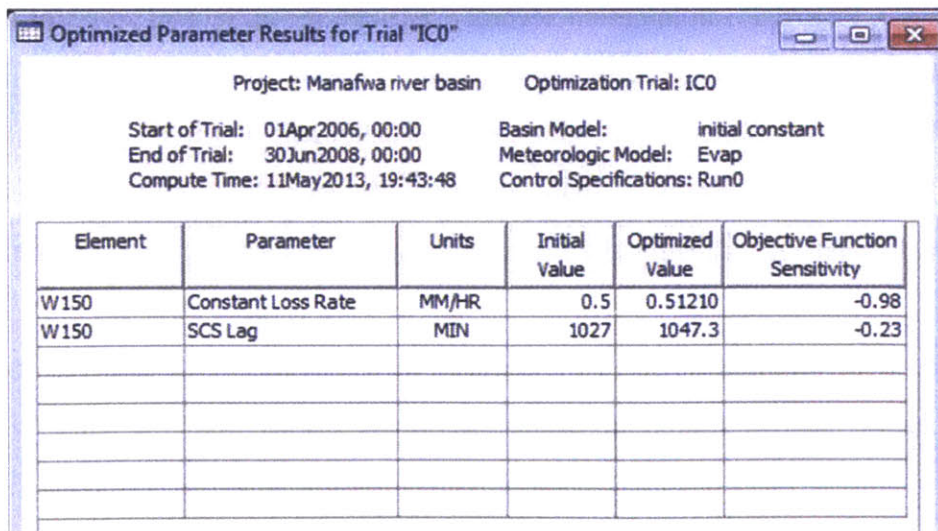 Optimized Parameter Results for Trial "IC0"
Project: Manafwa river basin Optimization Trial: IC0
Start of Trial: 01Apr2006, 00:00 Basin Model: initial constant
End of Trial: 30Jun2008, 00:00 Meteorologic Model: Evap
Compute Time: 11May2013, 19:43:48 Control Specifications: Run0
Element Parameter Units Initial Value Optimized Value Objective Function Sensitivity
W150 Constant Loss Rate MM/HR 0.5 0.51210 -0.98
W150 SCS Lag MIN 1027 1047.3 -0.23